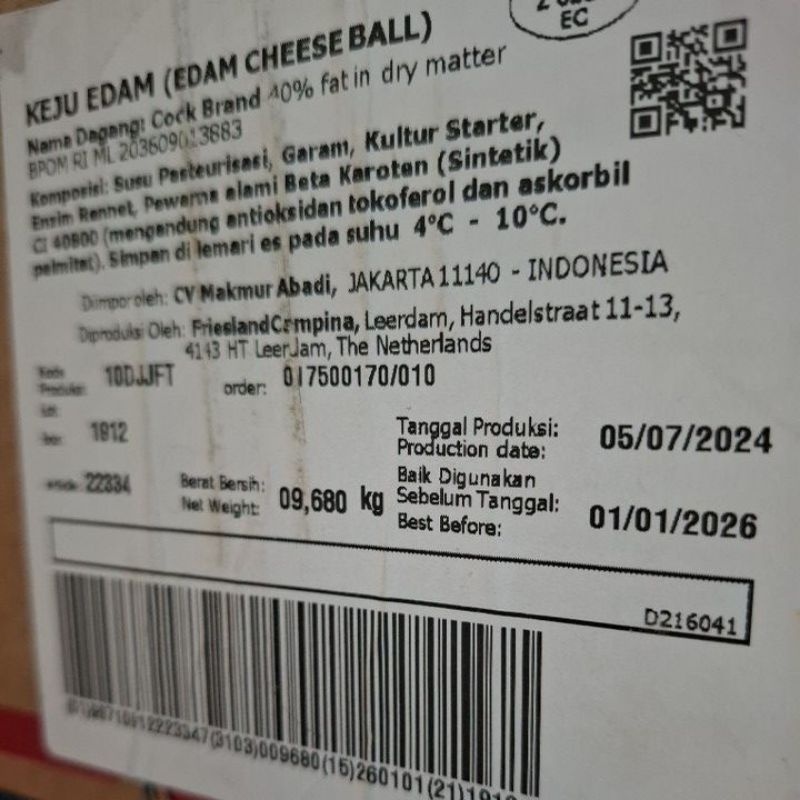 EC
KEJU EDAM (EDAM CHEESE BALL)
Nama Dagang: Cock Brand 40% fat in dry matter
BPOM RI ML 203609013883
Komposisi: Susu Pasteurisasi, Garam, Kultur Starter,
Enzim Rennet, Pewarna alami Beta Karoten (Sintetik)
CI 40800 (mengandung antioksidan tokoferol dan askorbil
palmitat). Simpan di lemari es pada suhu 4°C - 10°C.
Diimpor oleh: CV Makmur Abadi, JAKARTA 11140 - INDONESIA
Diproduksi Oleh: FrieslandCampina, Leerdam, Handelstraat 11-13,
4143 HT Leerdam, The Netherlands
Kode
Produksi: 10DJJFT order: 017500170/010
1912
Tanggal Produksi:
Production date: 05/07/2024
22334
Berat Bersih:
Net Weight: 09,680 kg
Baik Digunakan
Sebelum Tanggal:
Best Before: 01/01/2026
D216041
12223347(3103)009680(15)260101(21)191